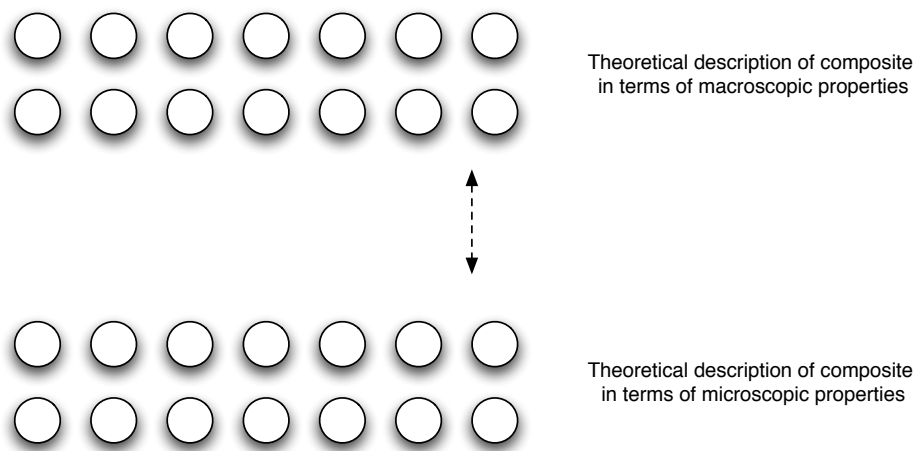 Theoretical description of composite
in terms of macroscopic properties
Theoretical description of composite
in terms of microscopic properties